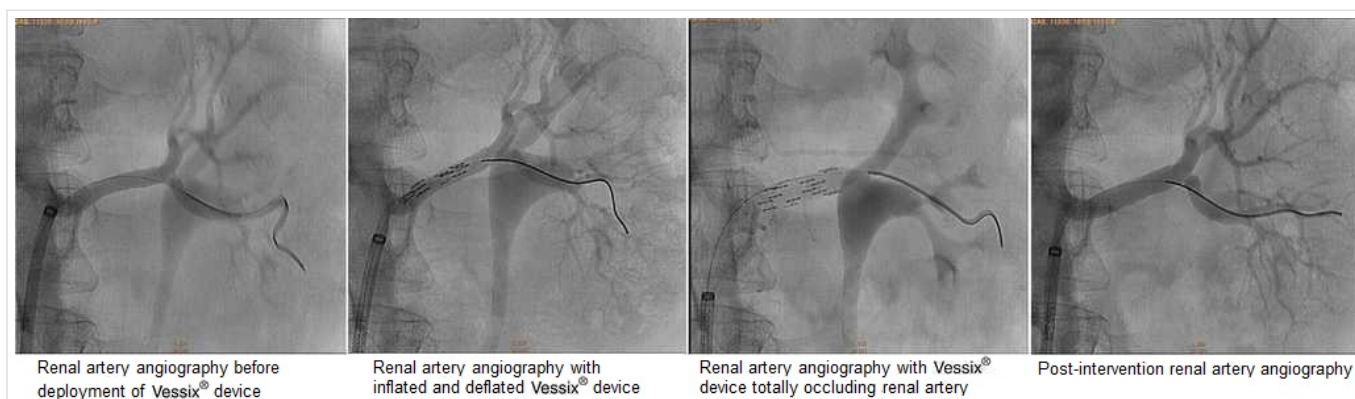 Renal artery angiography before
deployment of Vessix® device
Renal artery angiography with
inflated and deflated Vessix® device
Renal artery angiography with Vessix®
device totally occluding renal artery
Post-intervention renal artery angiography